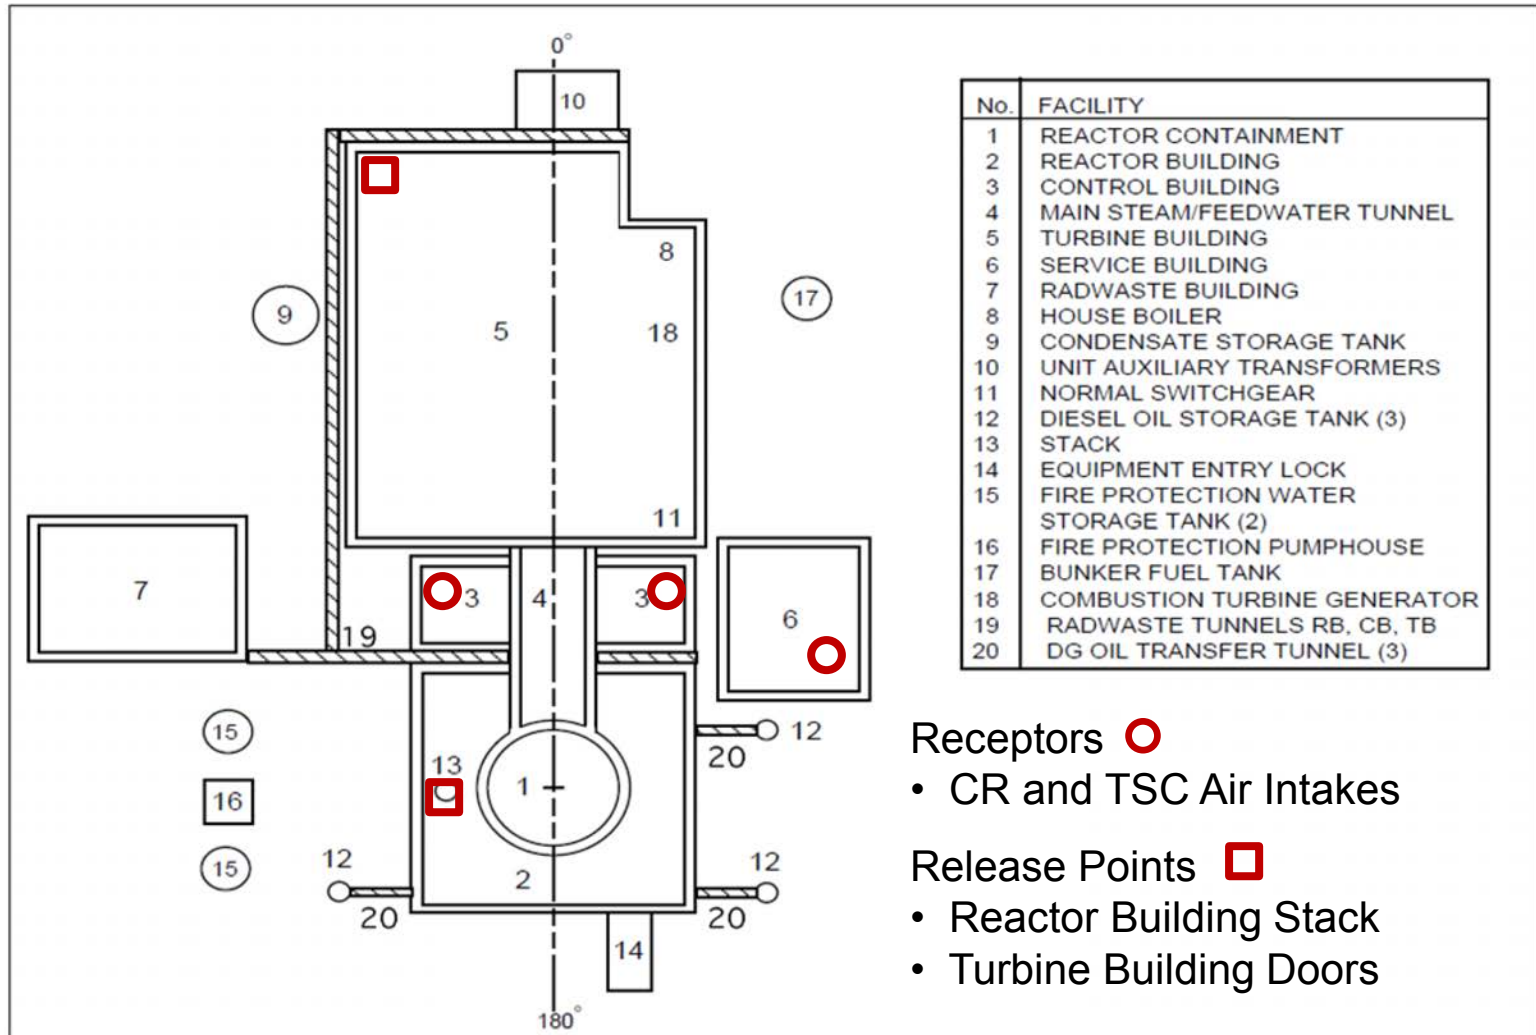 0°
10
8
9
17
5
18
11
7
3
4
3
6
19
15
12
20
13
1
16
15
12
12
2
20
20
14
180°
No. FACILITY
1 REACTOR CONTAINMENT
2 REACTOR BUILDING
3 CONTROL BUILDING
4 MAIN STEAM/FEEDWATER TUNNEL
5 TURBINE BUILDING
6 SERVICE BUILDING
7 RADWASTE BUILDING
8 HOUSE BOILER
9 CONDENSATE STORAGE TANK
10 UNIT AUXILIARY TRANSFORMERS
11 NORMAL SWITCHGEAR
12 DIESEL OIL STORAGE TANK (3)
13 STACK
14 EQUIPMENT ENTRY LOCK
15 FIRE PROTECTION WATER
STORAGE TANK (2)
16 FIRE PROTECTION PUMPHOUSE
17 BUNKER FUEL TANK
18 COMBUSTION TURBINE GENERATOR
19 RADWASTE TUNNELS RB, CB, TB
20 DG OIL TRANSFER TUNNEL (3)
Receptors
• CR and TSC Air Intakes
Release Points
• Reactor Building Stack
• Turbine Building Doors